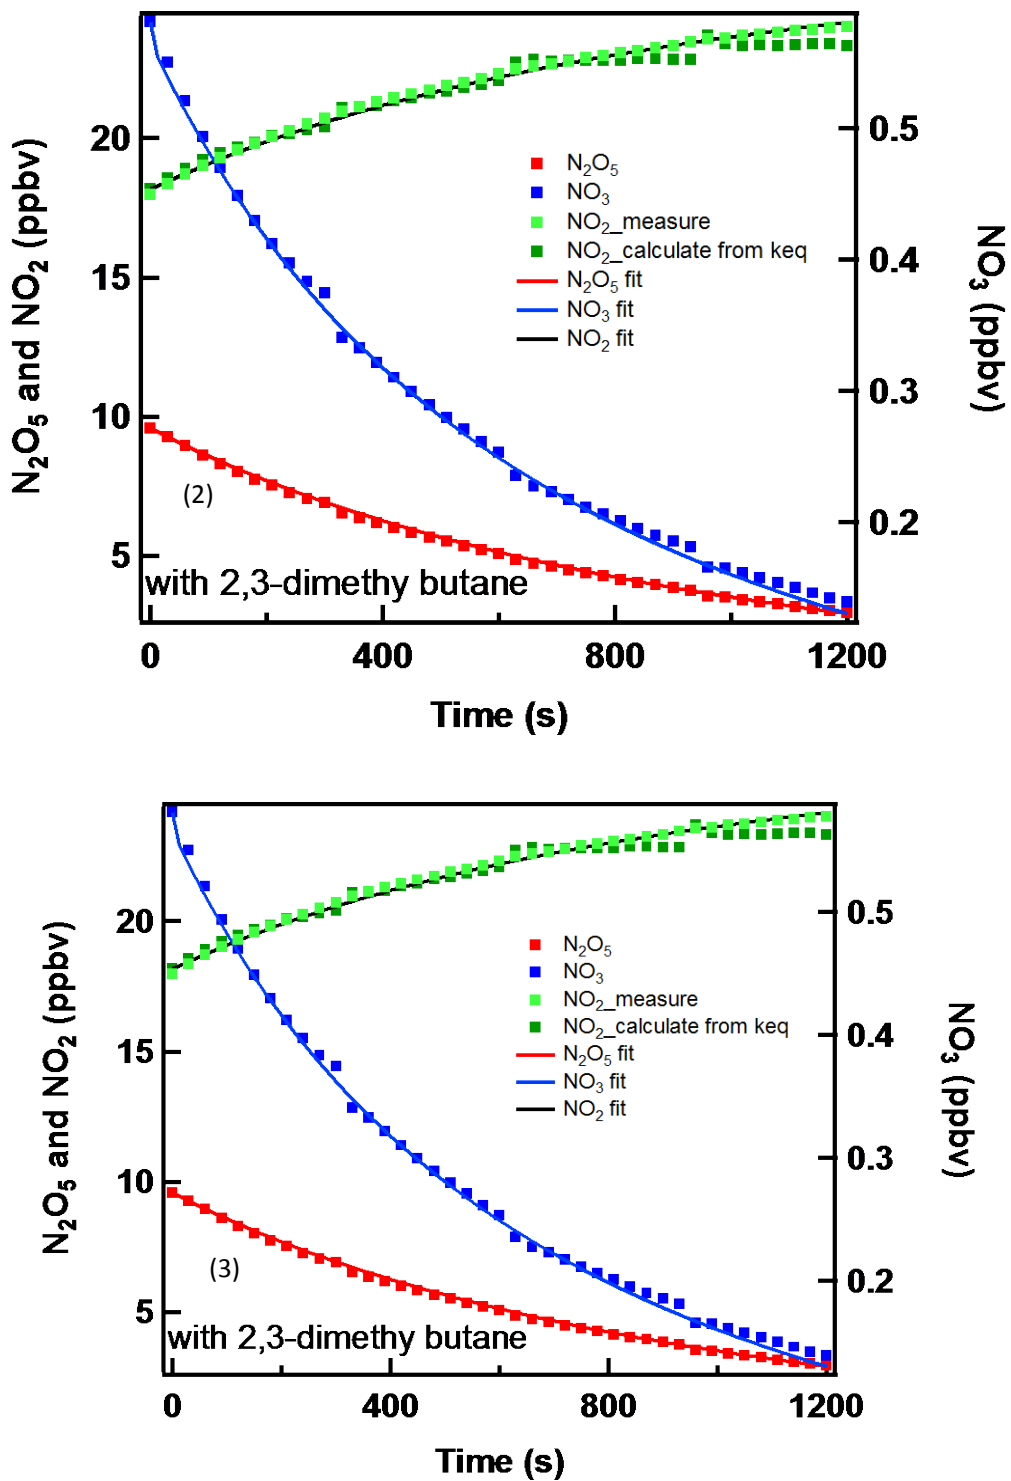 20
15
10
5
N₂O₅ and NO₂ (ppbv)
N₂O₅
NO₃
NO₂_measure
NO₂_calculate from keq
N₂O₅ fit
NO₃ fit
NO₂ fit
(2)
with 2,3-dimethy butane
0.5
0.4
0.3
0.2
NO₃ (ppbv)
0 400 800 1200
Time (s)
20
15
10
5
N₂O₅ and NO₂ (ppbv)
N₂O₅
NO₃
NO₂_measure
NO₂_calculate from keq
N₂O₅ fit
NO₃ fit
NO₂ fit
(3)
with 2,3-dimethy butane
0.5
0.4
0.3
0.2
NO₃ (ppbv)
0 400 800 1200
Time (s)